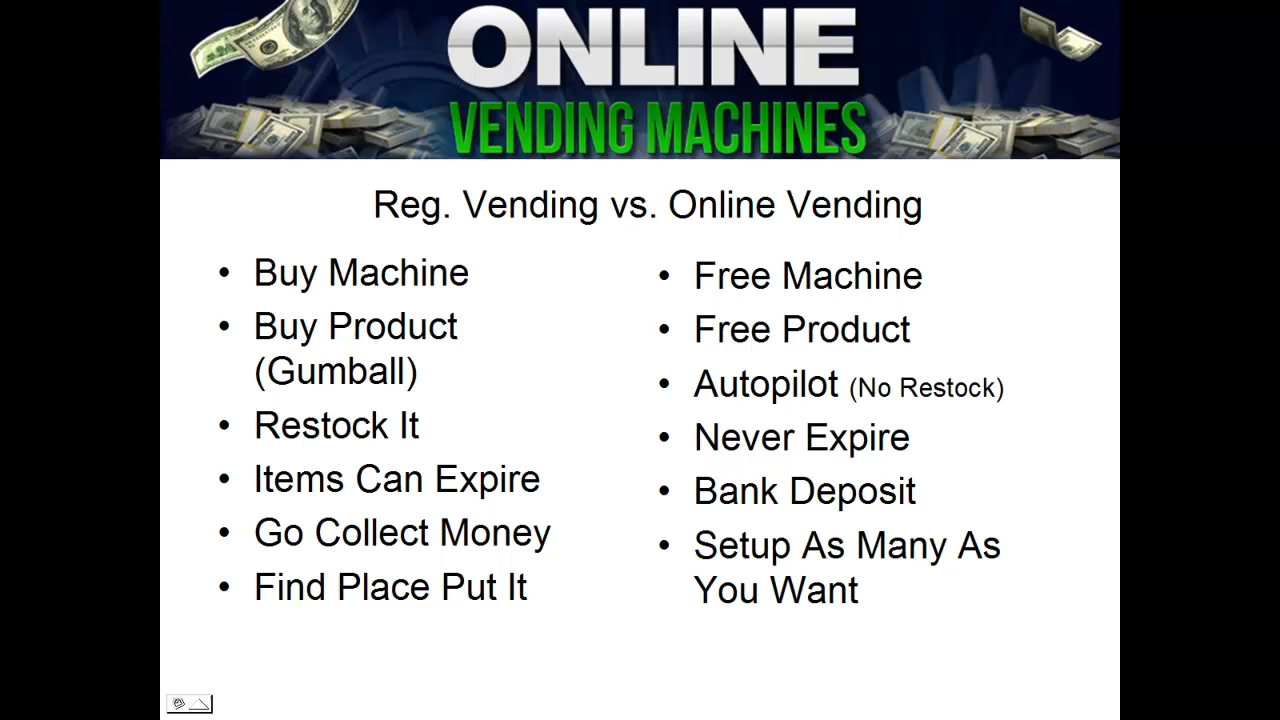 ONLINE
VENDING MACHINES
Reg. Vending vs. Online Vending
• Buy Machine
• Buy Product
(Gumball)
• Restock It
• Items Can Expire
• Go Collect Money
• Find Place Put It
• Free Machine
• Free Product
• Autopilot (No Restock)
• Never Expire
• Bank Deposit
• Setup As Many As
You Want